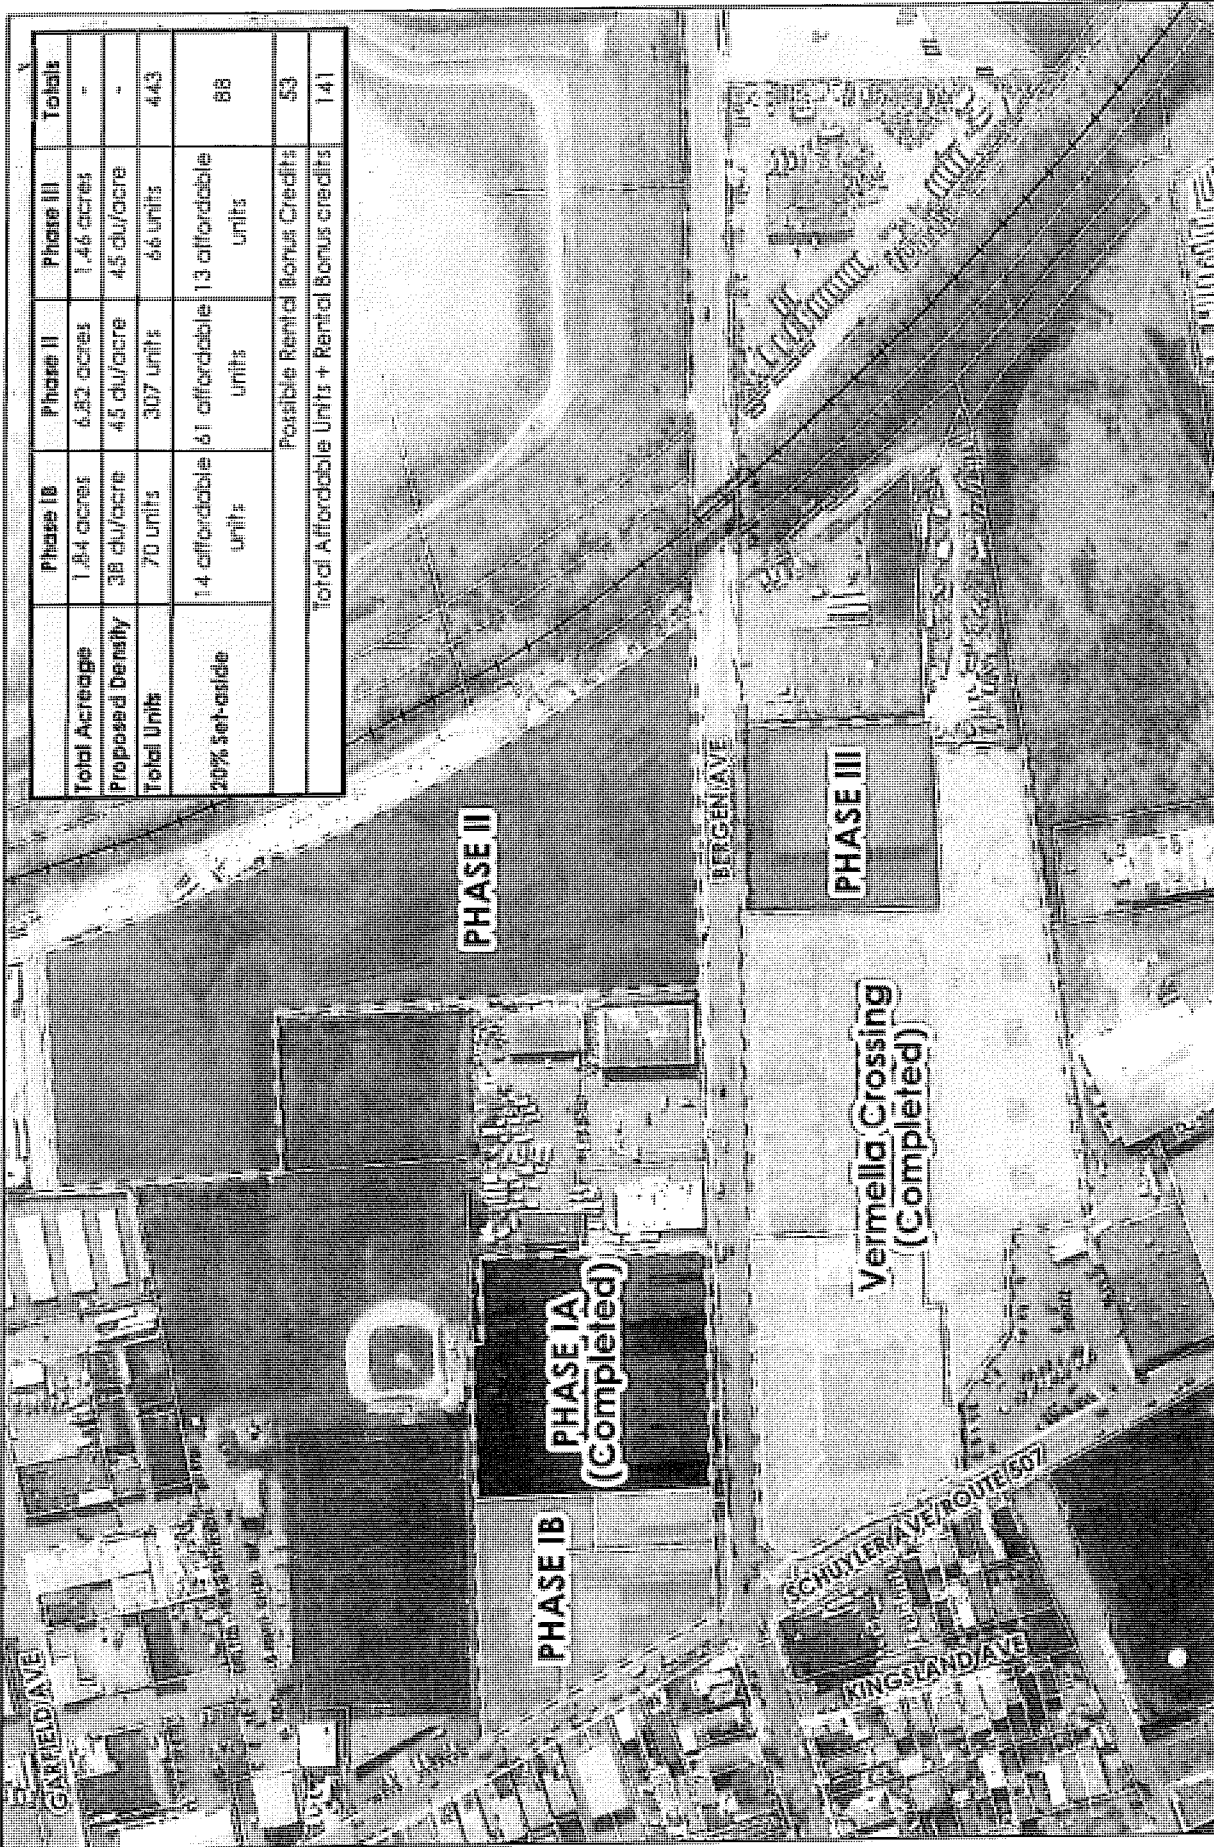 Phase IB Phase II Phase III Totals
Total Acreage 1.84 acres 6.82 acres 1.46 acres -
Proposed Density 38 du/acre 45 du/acre 45 du/acre -
Total Units 70 units 307 units 66 units 443
20% Set-aside 14 affordable units 61 affordable units 13 affordable units 88
Possible Rental Bonus Credits 53
Total Affordable Units + Rental Bonus credits 141
GARFIELD AVE
PHASE II
PHASE IB
PHASE IA
(Completed)
BERGEN AVE
PHASE III
Vermella Crossing
(Completed)
SCHUYLER AVE/ROUTE 507
KINGSLAND AVE